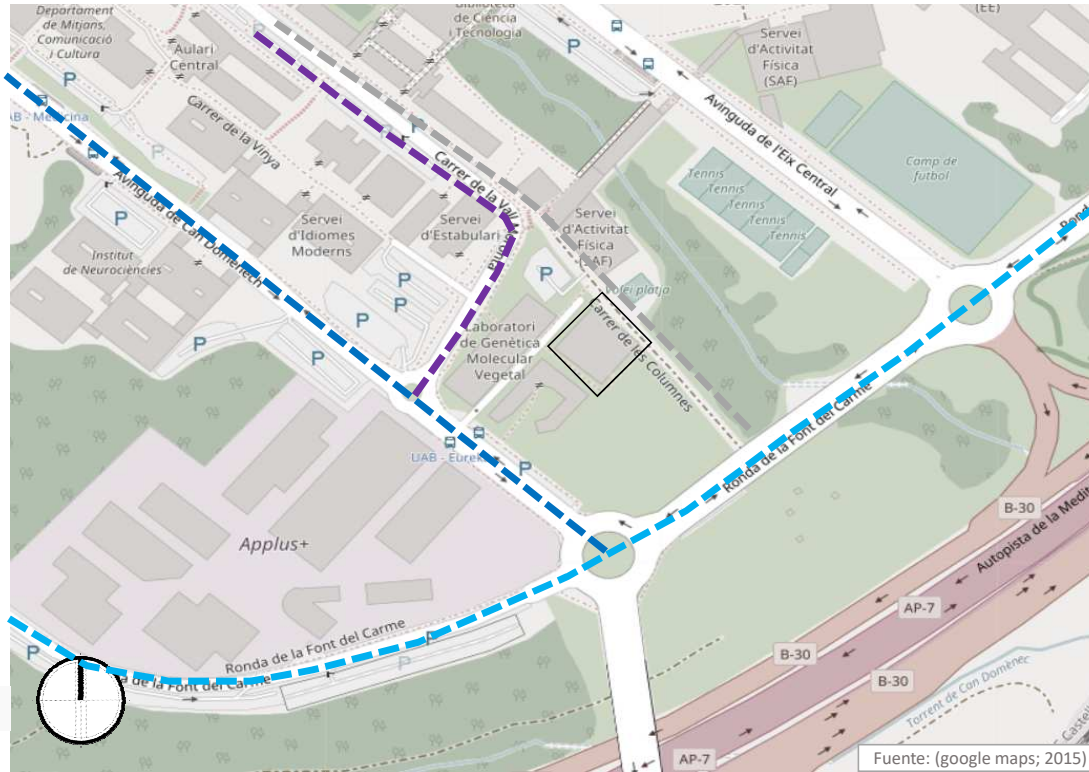 Departament
de Mitjans,
Comunicació
i Cultura
Aulari
Central
Biblioteca
de Ciència
i Tecnologia
Servei
d'Activitat
Física
(SAF)
(EE)
P
P
P
P
AB - Medicina
Carrer de la Vinya
Avinguda de Can Domènech
Carrer de la Vall
Avinguda de l'Eix Central
Camp de
futbol
Tennis
Tennis
Tennis
Tennis
Servei
d'Idiomes
Moderns
Servei
d'Estabulari
Servei
d'Activitat
Física
(SAF)
Institut
de Neurociències
P
P
P
P
P
P
P
P
Volei platja
Laboratori
de Genètica
Molecular
Vegetal
Carrer de les Columnes
Ronda de la Font del Carme
UAB - Eureka
P
Applus+
B-30
Autopista de la
AP-7
B-30
B-30
Ronda de la Font del Carme
de la Font del Carme
P
P
P
Torrent de Can Domènec
AP-7
Fuente: (google maps; 2015)